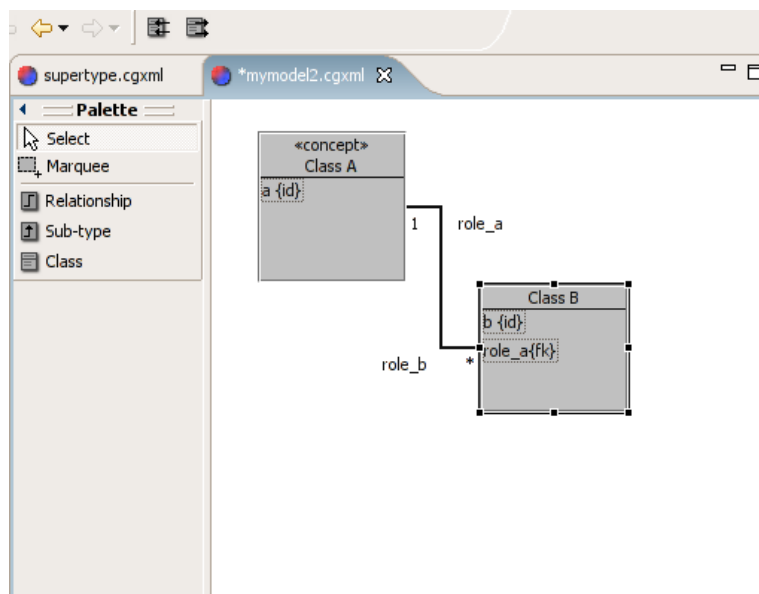 supertype.cgxml
*mymodel2.cgxml
Palette
Select
Marquee
Relationship
Sub-type
Class
«concept»
Class A
a {id}
1
role_a
Class B
b {id}
role_a{fk}
role_b
*